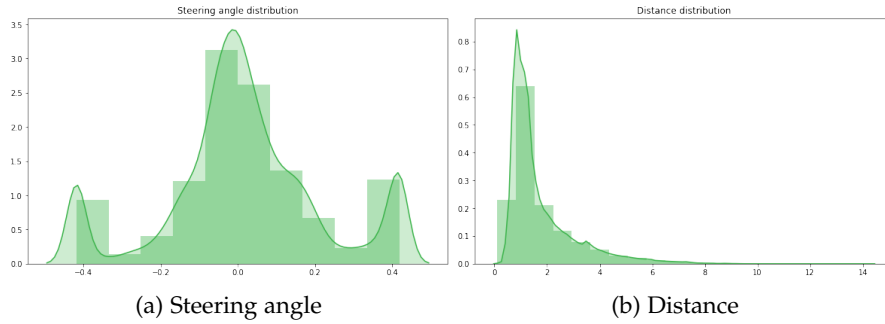 Steering angle distribution
3.5
3.0
2.5
2.0
1.5
1.0
0.5
0.0
−0.4 −0.2 0.0 0.2 0.4
(a) Steering angle
Distance distribution
0.8
0.7
0.6
0.5
0.4
0.3
0.2
0.1
0.0
0 2 4 6 8 10 12 14
(b) Distance